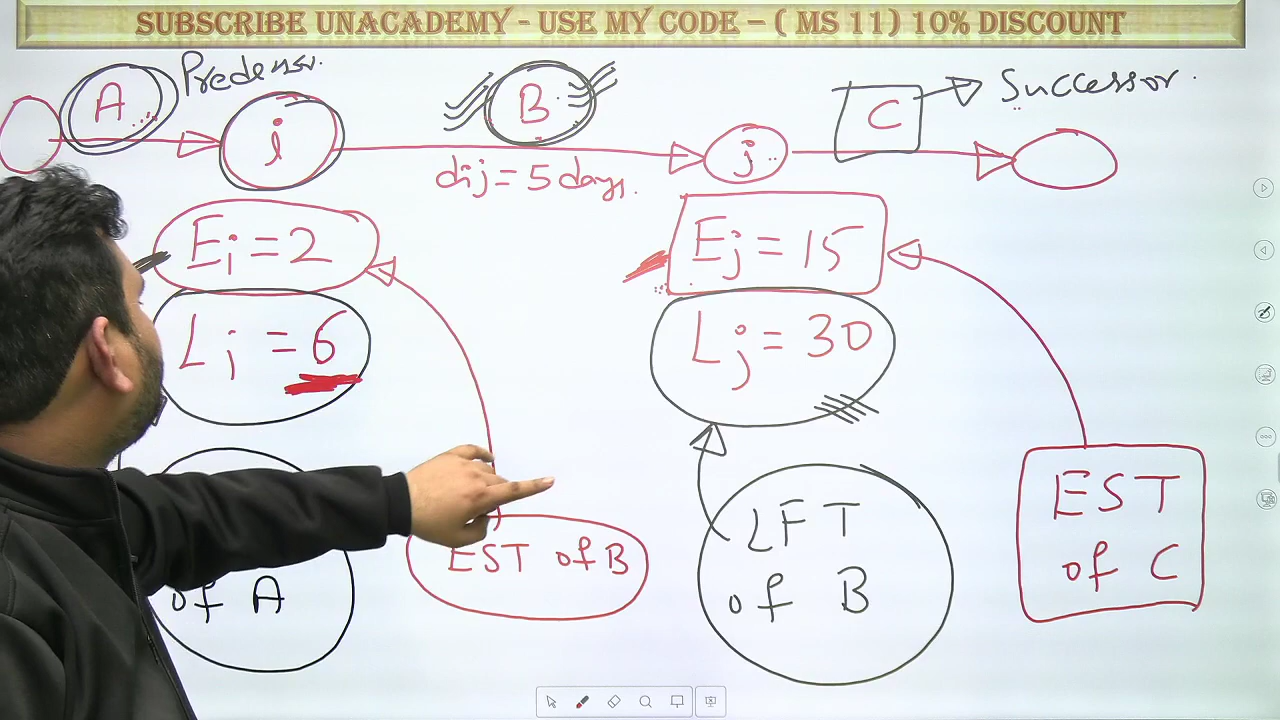 SUBSCRIBE UNACADEMY - USE MY CODE – ( MS 11) 10% DISCOUNT
A
B
C
Successor.
i
j
dij = 5 days.
Ei = 2
Ej = 15
Li = 6
Lj = 30
EST of B
LFT
of B
EST
of C
of A